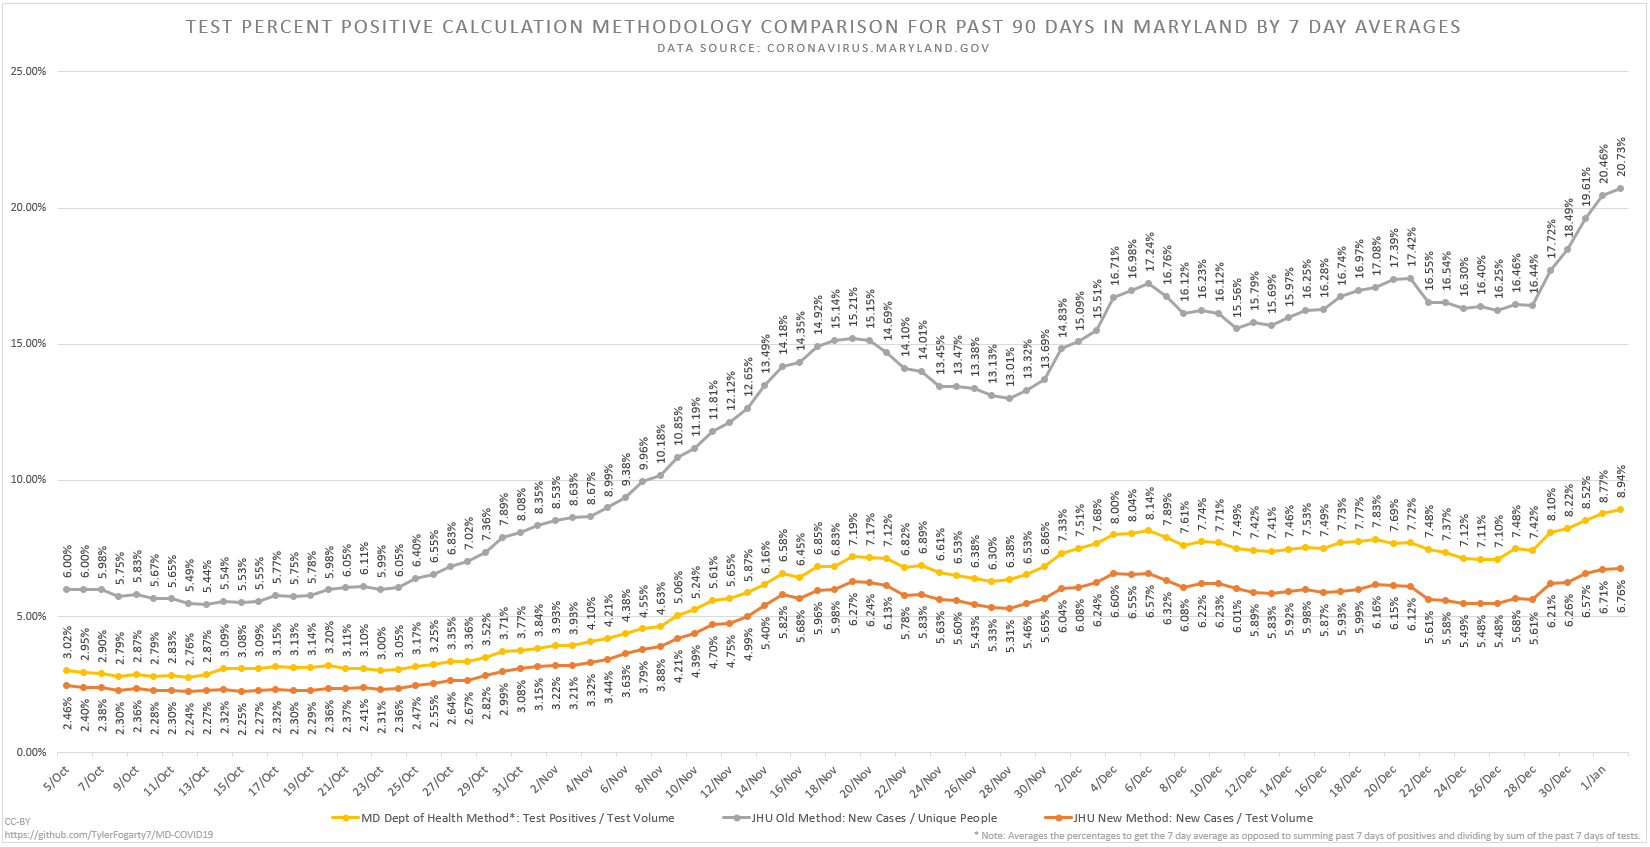 TEST PERCENT POSITIVE CALCULATION METHODOLOGY COMPARISON FOR PAST 90 DAYS IN MARYLAND BY 7 DAY AVERAGES
DATA SOURCE: CORONAVIRUS.MARYLAND.GOV
25.00%
20.00%
15.00%
10.00%
5.00%
0.00%
6.00% 6.00% 5.98% 5.75% 5.83% 5.67% 5.65% 5.49% 5.44% 5.54% 5.53% 5.55% 5.77% 5.75% 5.78% 5.98% 6.05% 6.11% 5.99% 6.05% 6.40% 6.55% 6.83% 7.02% 7.36% 7.89% 8.08% 8.35% 8.53% 8.63% 8.67% 8.99% 9.38% 9.96% 10.18% 10.85% 11.19% 11.81% 12.12% 12.65% 13.49% 14.18% 14.35% 14.92% 15.14% 15.21% 15.15% 14.69% 14.10% 14.01% 13.45% 13.47% 13.38% 13.13% 13.01% 13.32% 13.69% 14.83% 15.09% 15.51% 16.71% 16.98% 17.24% 16.76% 16.12% 16.23% 16.12% 15.56% 15.79% 15.69% 15.97% 16.25% 16.28% 16.74% 16.97% 17.08% 17.39% 17.42% 16.55% 16.54% 16.30% 16.40% 16.25% 16.46% 16.44% 17.72% 18.49% 19.61% 20.46% 20.73%
3.02% 2.95% 2.90% 2.79% 2.87% 2.79% 2.83% 2.76% 2.87% 3.09% 3.08% 3.09% 3.15% 3.13% 3.14% 3.20% 3.11% 3.10% 3.00% 3.05% 3.17% 3.25% 3.35% 3.36% 3.52% 3.71% 3.77% 3.84% 3.93% 3.93% 4.10% 4.21% 4.38% 4.55% 4.63% 5.06% 5.24% 5.61% 5.65% 5.87% 6.16% 6.58% 6.45% 6.85% 6.83% 7.19% 7.17% 7.12% 6.82% 6.89% 6.61% 6.53% 6.38% 6.30% 6.38% 6.53% 6.86% 7.33% 7.51% 7.68% 8.00% 8.04% 8.14% 7.89% 7.61% 7.74% 7.71% 7.49% 7.42% 7.41% 7.46% 7.53% 7.49% 7.73% 7.77% 7.83% 7.69% 7.72% 7.48% 7.37% 7.12% 7.11% 7.10% 7.48% 7.42% 8.10% 8.22% 8.52% 8.77% 8.94%
2.46% 2.40% 2.38% 2.30% 2.36% 2.28% 2.30% 2.24% 2.27% 2.32% 2.25% 2.27% 2.32% 2.30% 2.29% 2.36% 2.37% 2.41% 2.31% 2.36% 2.47% 2.55% 2.64% 2.67% 2.82% 2.99% 3.08% 3.15% 3.22% 3.21% 3.32% 3.44% 3.63% 3.79% 3.88% 4.21% 4.39% 4.70% 4.75% 4.99% 5.40% 5.82% 5.68% 5.96% 5.98% 6.27% 6.24% 6.13% 5.78% 5.83% 5.63% 5.60% 5.43% 5.33% 5.31% 5.46% 5.65% 6.04% 6.08% 6.24% 6.60% 6.55% 6.57% 6.32% 6.08% 6.22% 6.23% 6.01% 5.89% 5.83% 5.92% 5.98% 5.87% 5.93% 5.99% 6.16% 6.15% 6.12% 5.61% 5.58% 5.49% 5.48% 5.48% 5.68% 5.61% 6.21% 6.26% 6.57% 6.71% 6.76%
5/Oct 7/Oct 9/Oct 11/Oct 13/Oct 15/Oct 17/Oct 19/Oct 21/Oct 23/Oct 25/Oct 27/Oct 29/Oct 31/Oct 2/Nov 4/Nov 6/Nov 8/Nov 10/Nov 12/Nov 14/Nov 16/Nov 18/Nov 20/Nov 22/Nov 24/Nov 26/Nov 28/Nov 30/Nov 2/Dec 4/Dec 6/Dec 8/Dec 10/Dec 12/Dec 14/Dec 16/Dec 18/Dec 20/Dec 22/Dec 24/Dec 26/Dec 28/Dec 30/Dec 1/Jan
MD Dept of Health Method*: Test Positives / Test Volume JHU Old Method: New Cases / Unique People JHU New Method: New Cases / Test Volume
CC-BY
https://github.com/TylerFogarty7/MD-COVID19
* Note: Averages the percentages to get the 7 day average as opposed to summing past 7 days of positives and dividing by sum of the past 7 days of tests.